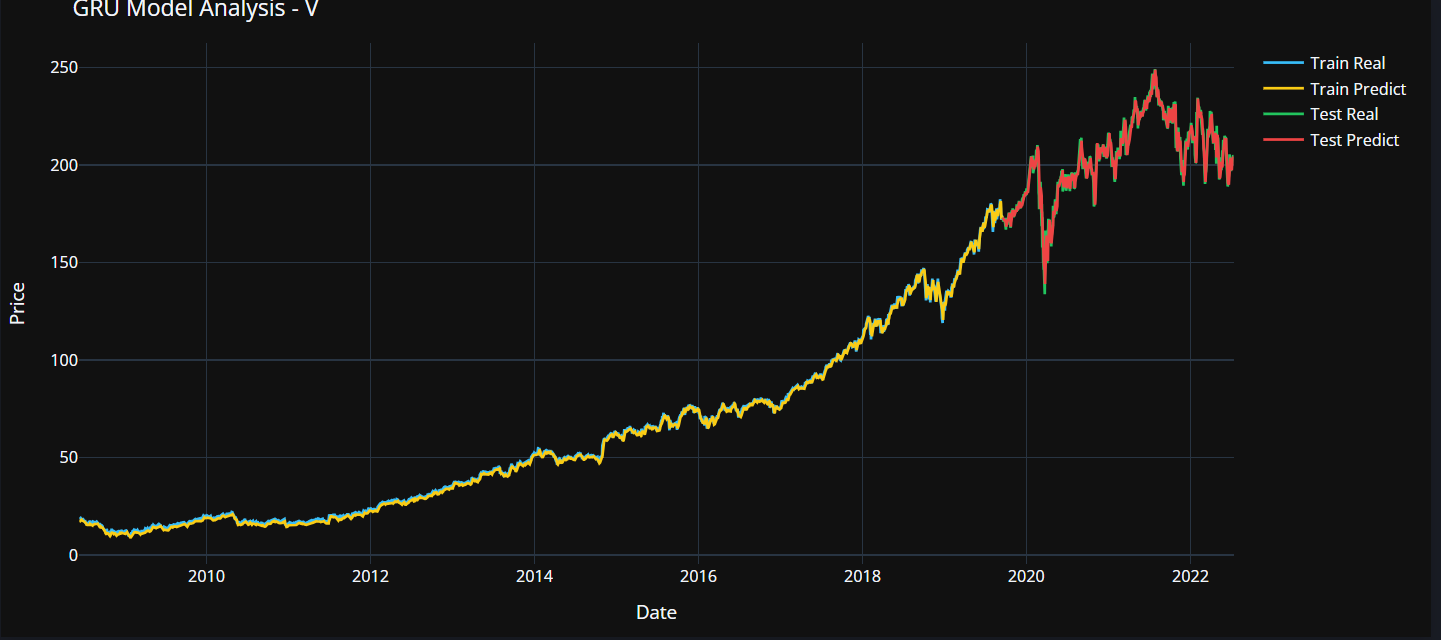 GRU Model Analysis - V
Train Real
Train Predict
Test Real
Test Predict
250
200
150
100
50
0
Price
2010 2012 2014 2016 2018 2020 2022
Date